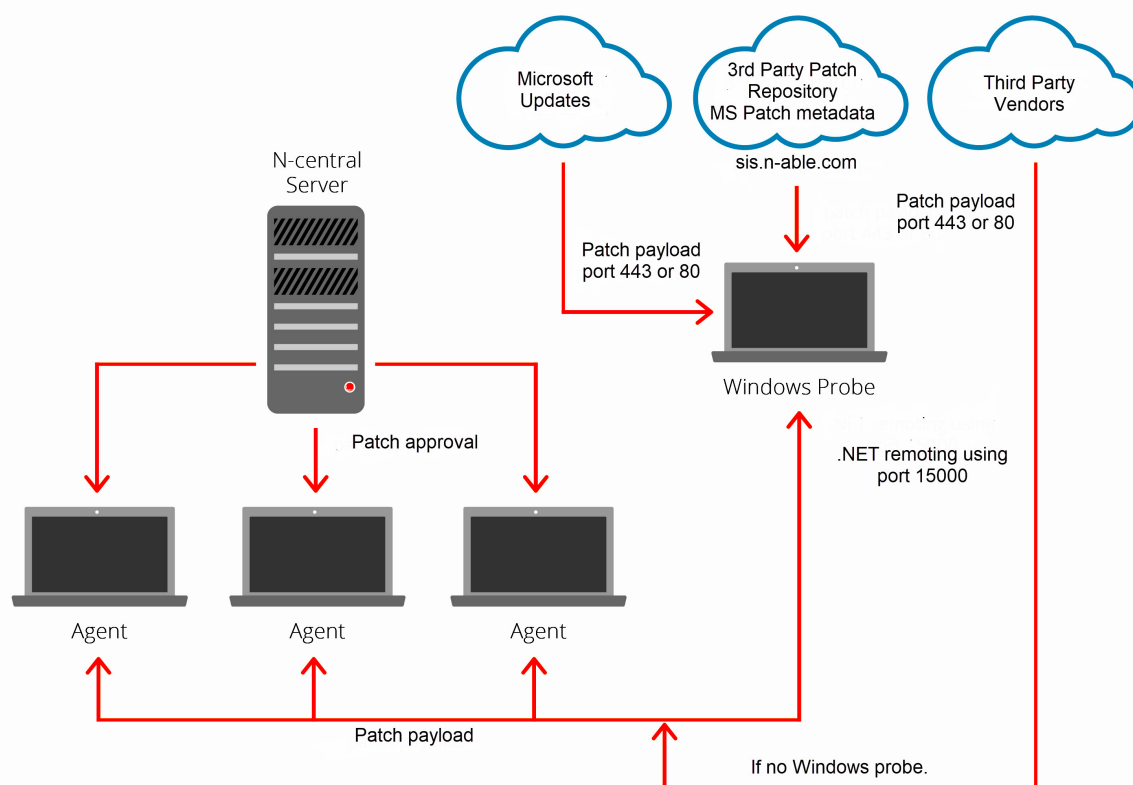 Microsoft
Updates
3rd Party Patch
Repository
MS Patch metadata
sis.n-able.com
Third Party
Vendors
N-central
Server
Patch payload
port 443 or 80
Patch payload
port 443 or 80
Windows Probe
Patch approval
.NET remoting using
port 15000
Agent
Agent
Agent
Patch payload
If no Windows probe.